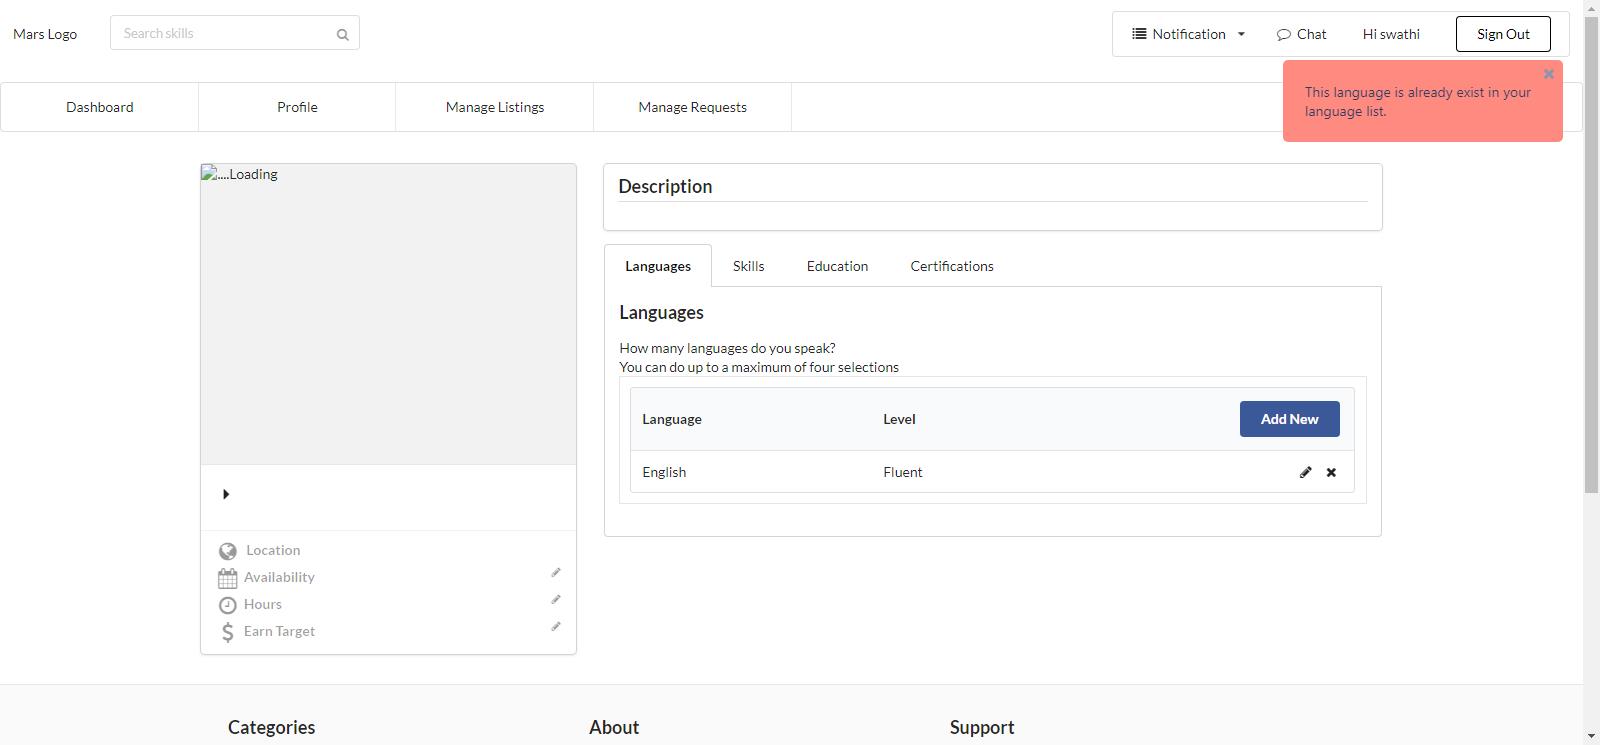 Mars Logo
Search skills
Notification
Chat
Hi swathi
Sign Out
This language is already exist in your
language list.
Dashboard
Profile
Manage Listings
Manage Requests
....Loading
Description
Languages
Skills
Education
Certifications
Languages
How many languages do you speak?
You can do up to a maximum of four selections
Language
Level
Add New
English
Fluent
Location
Availability
Hours
Earn Target
Categories
About
Support